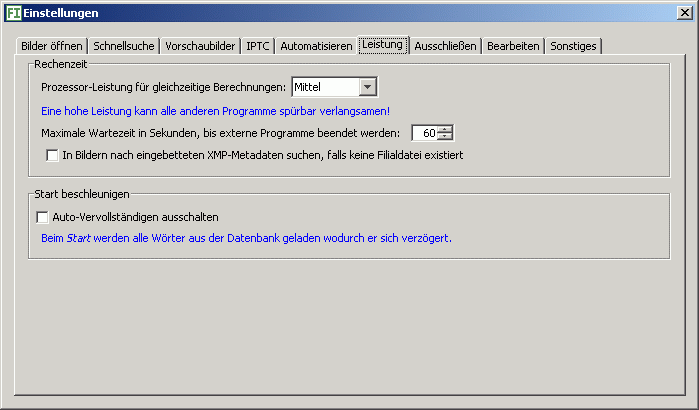 FI Einstellungen
Bilder öffnen Schnellsuche Vorschaubilder IPTC Automatisieren Leistung Ausschließen Bearbeiten Sonstiges
Rechenzeit
Prozessor-Leistung für gleichzeitige Berechnungen: Mittel
Eine hohe Leistung kann alle anderen Programme spürbar verlangsamen!
Maximale Wartezeit in Sekunden, bis externe Programme beendet werden: 60
In Bildern nach eingebetteten XMP-Metadaten suchen, falls keine Filialdatei existiert
Start beschleunigen
Auto-Vervollständigen ausschalten
Beim Start werden alle Wörter aus der Datenbank geladen wodurch er sich verzögert.